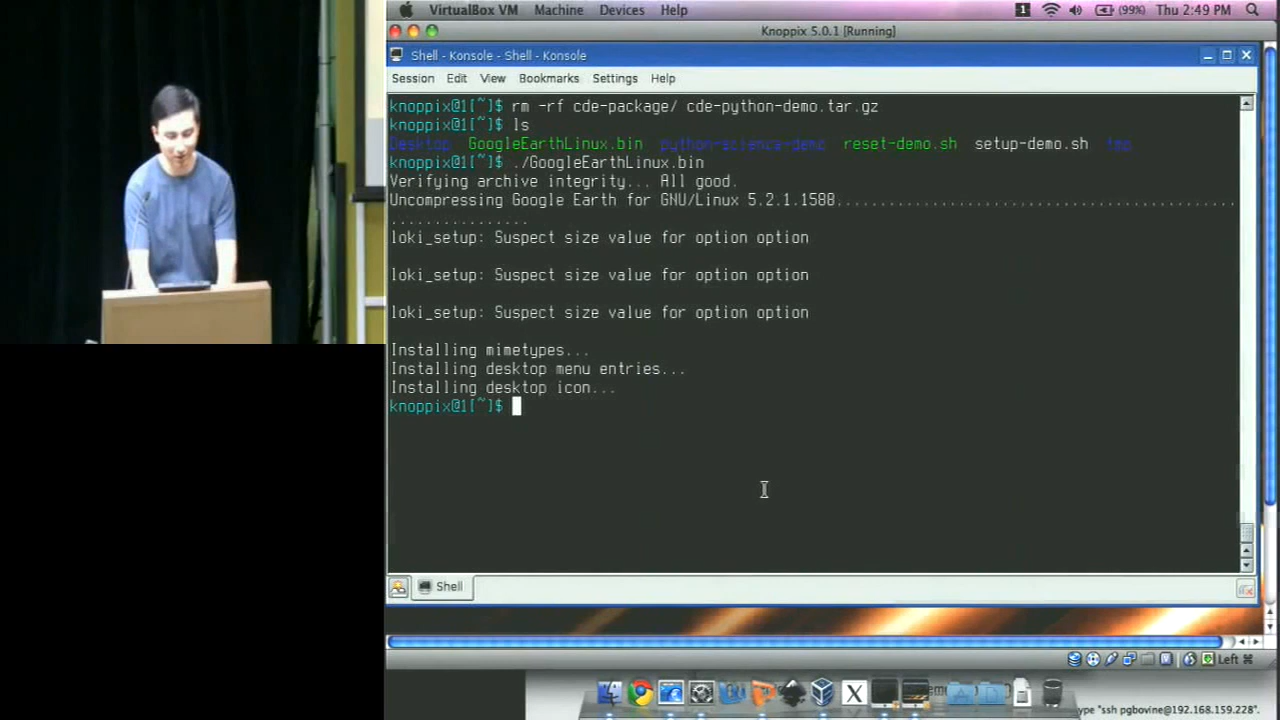 VirtualBox VM Machine Devices Help
1 (99%) Thu 2:49 PM
Knoppix 5.0.1 [Running]
Shell - Konsole - Shell - Konsole
Session Edit View Bookmarks Settings Help
knoppix@1[~]$ rm -rf cde-package/ cde-python-demo.tar.gz
knoppix@1[~]$ ls
Desktop GoogleEarthLinux.bin python-science-demo reset-demo.sh setup-demo.sh tmp
knoppix@1[~]$ ./GoogleEarthLinux.bin
Verifying archive integrity... All good.
Uncompressing Google Earth for GNU/Linux 5.2.1.1588.............................................
................
loki_setup: Suspect size value for option option
loki_setup: Suspect size value for option option
loki_setup: Suspect size value for option option
Installing mimetypes...
Installing desktop menu entries...
Installing desktop icon...
knoppix@1[~]$
Shell
Left ⌘
X
ype "ssh pgbovine@192.168.159.228".